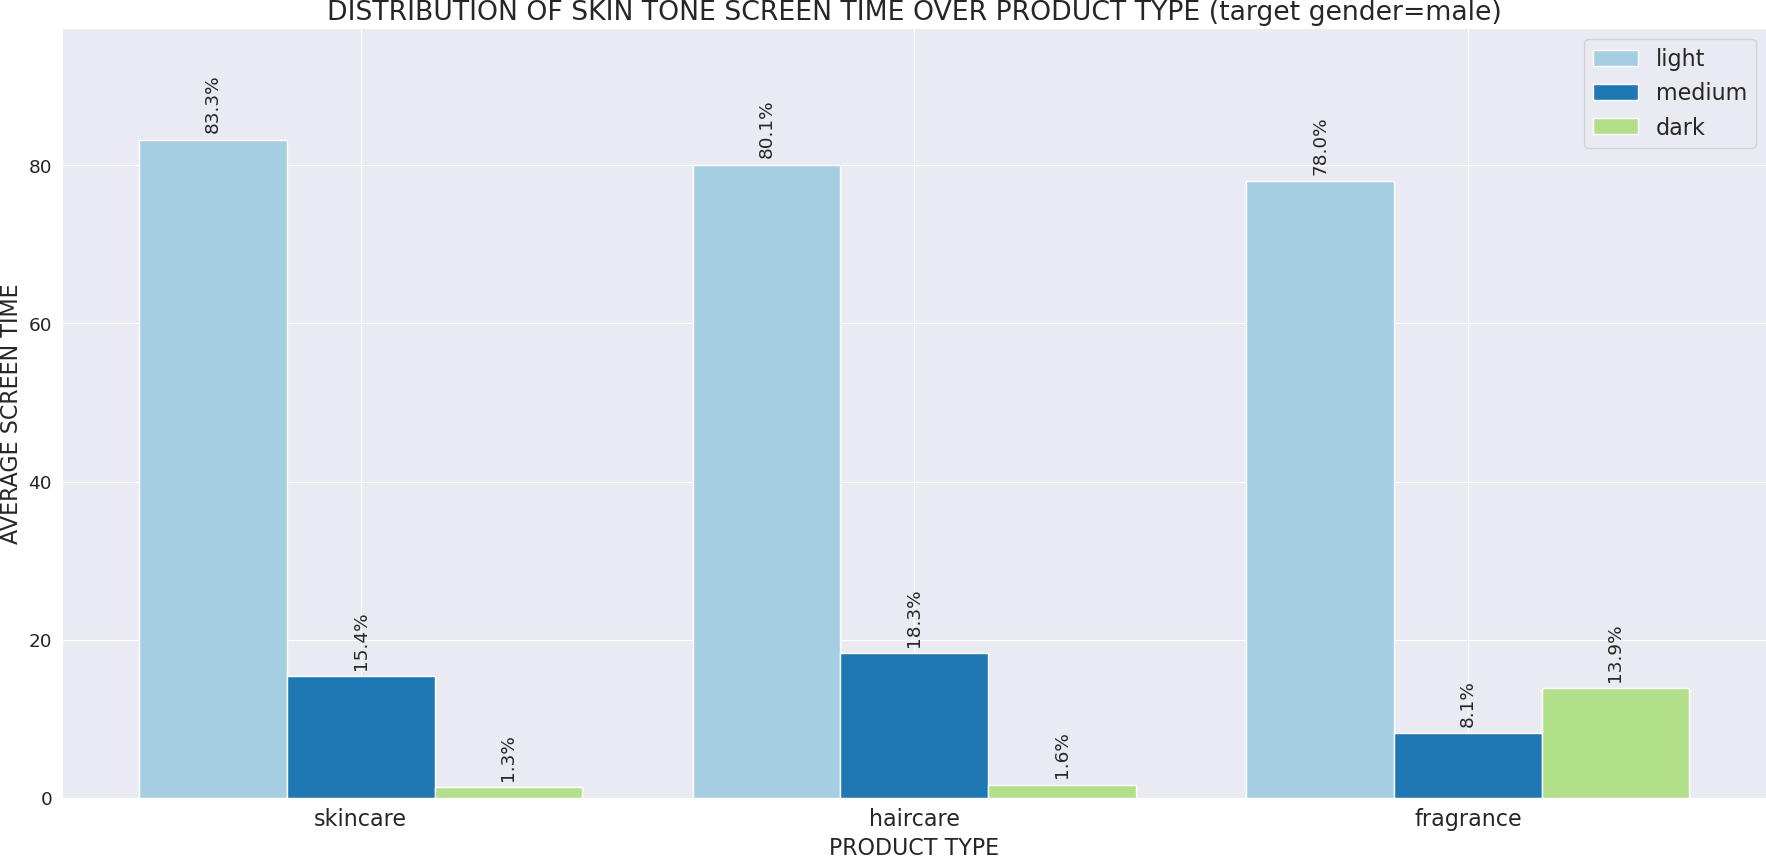 DISTRIBUTION OF SKIN TONE SCREEN TIME OVER PRODUCT TYPE (target gender=male)
light
medium
dark
AVERAGE SCREEN TIME
80
60
40
20
0
83.3%
15.4%
1.3%
80.1%
18.3%
1.6%
78.0%
8.1%
13.9%
skincare
haircare
fragrance
PRODUCT TYPE